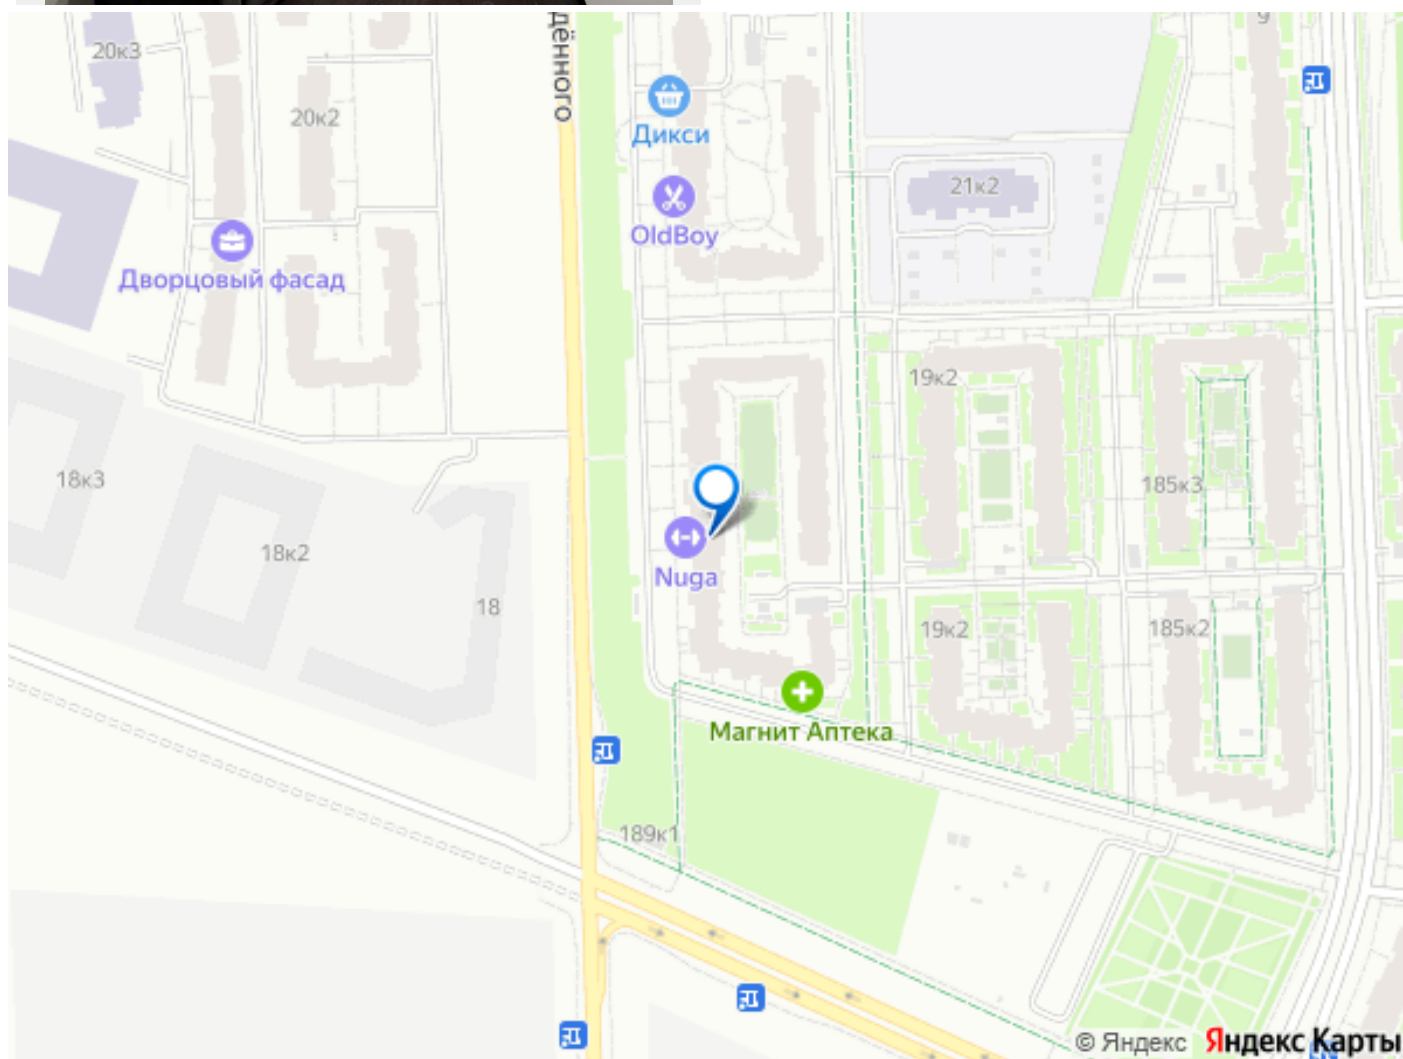 дённого
9
20к3
20к2
Дикси
21к2
OldBoy
Дворцовый фасад
19к2
18к3
185к3
18к2
Nuga
18
19к2
185к2
Магнит Аптека
189к1
© Яндекс Яндекс Карты